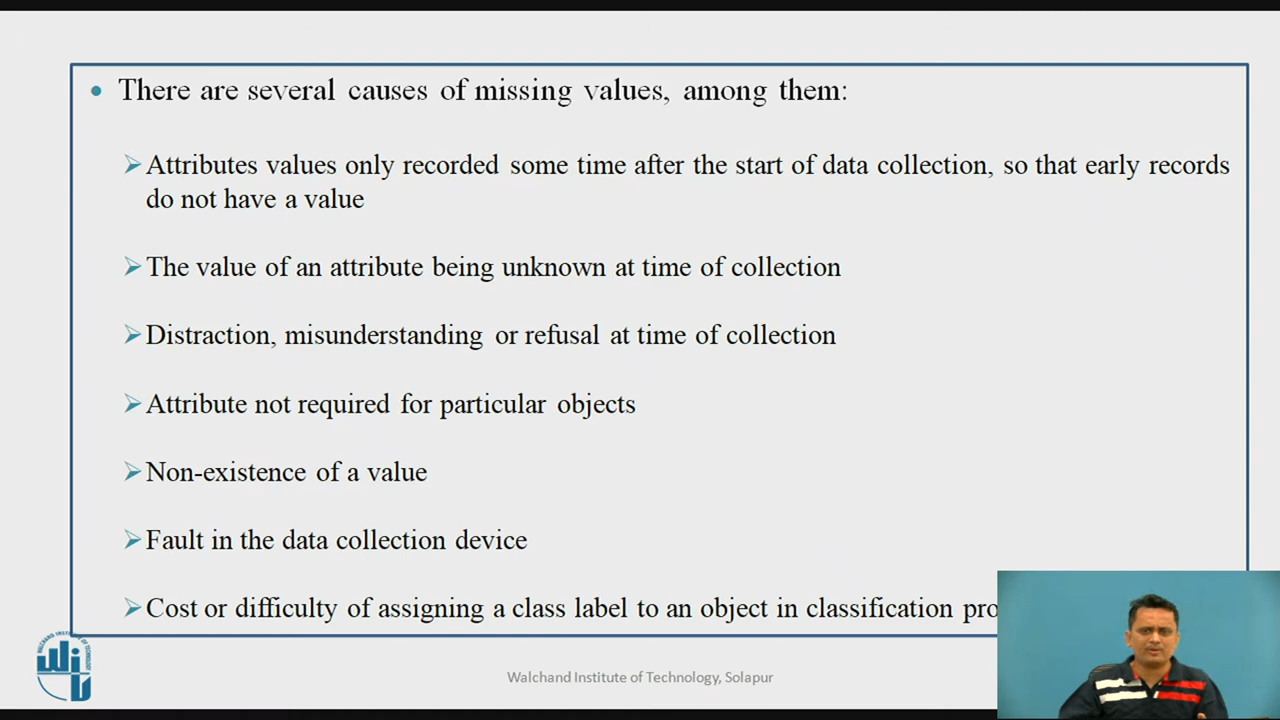 There are several causes of missing values, among them:
Attributes values only recorded some time after the start of data collection, so that early records
do not have a value
The value of an attribute being unknown at time of collection
Distraction, misunderstanding or refusal at time of collection
Attribute not required for particular objects
Non-existence of a value
Fault in the data collection device
Cost or difficulty of assigning a class label to an object in classification
Walchand Institute of Technology, Solapur